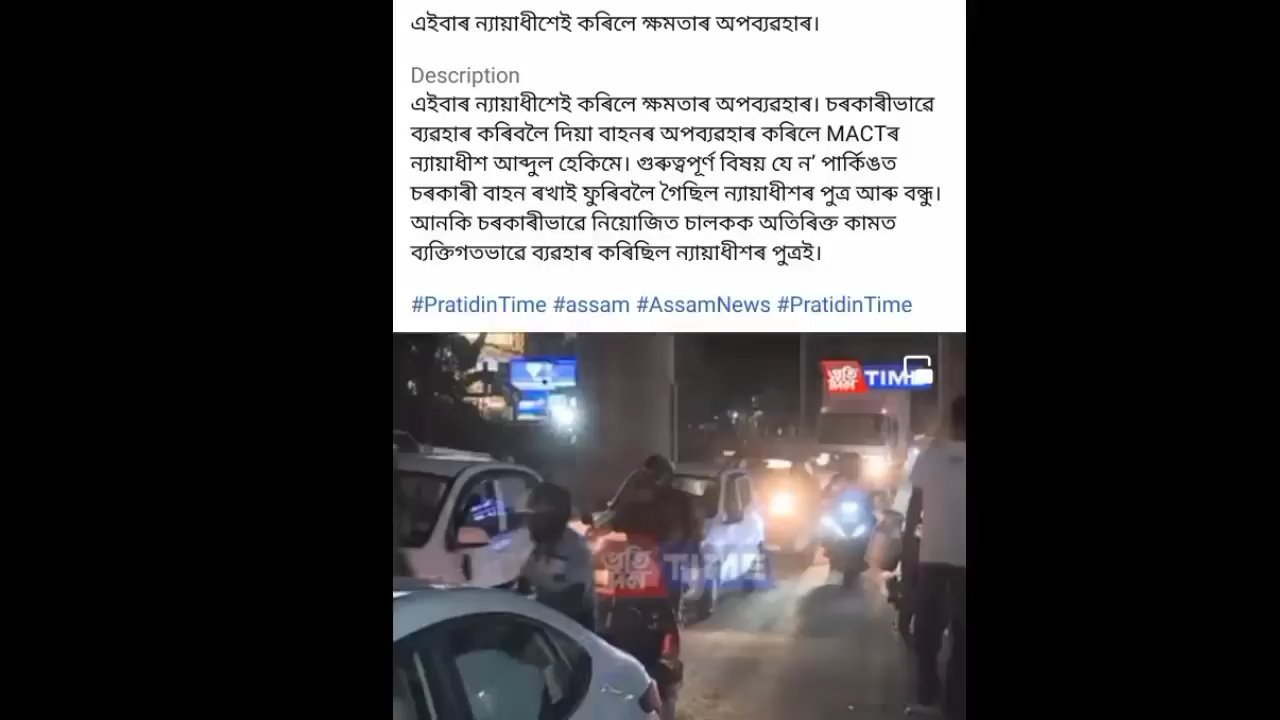 এইবাৰ ন্যায়াধীশেই কৰিলে ক্ষমতাৰ অপব্যৱহাৰ।
Description
এইবাৰ ন্যায়াধীশেই কৰিলে ক্ষমতাৰ অপব্যৱহাৰ। চৰকাৰীভাৱে
ব্যৱহাৰ কৰিবলৈ দিয়া বাহনৰ অপব্যৱহাৰ কৰিলে MACTৰ
ন্যায়াধীশ আব্দুল হেকিমে। গুৰুত্বপূৰ্ণ বিষয় যে ন’ পাৰ্কিঙত
চৰকাৰী বাহন ৰখাই ফুৰিবলৈ গৈছিল ন্যায়াধীশৰ পুত্ৰ আৰু বন্ধু।
আনকি চৰকাৰীভাৱে নিয়োজিত চালকক অতিৰিক্ত কামত
ব্যক্তিগতভাৱে ব্যৱহাৰ কৰিছিল ন্যায়াধীশৰ পুত্ৰই।
#PratidinTime #assam #AssamNews #PratidinTime
প্ৰতিদিন TIME
প্ৰতিদিন TIME